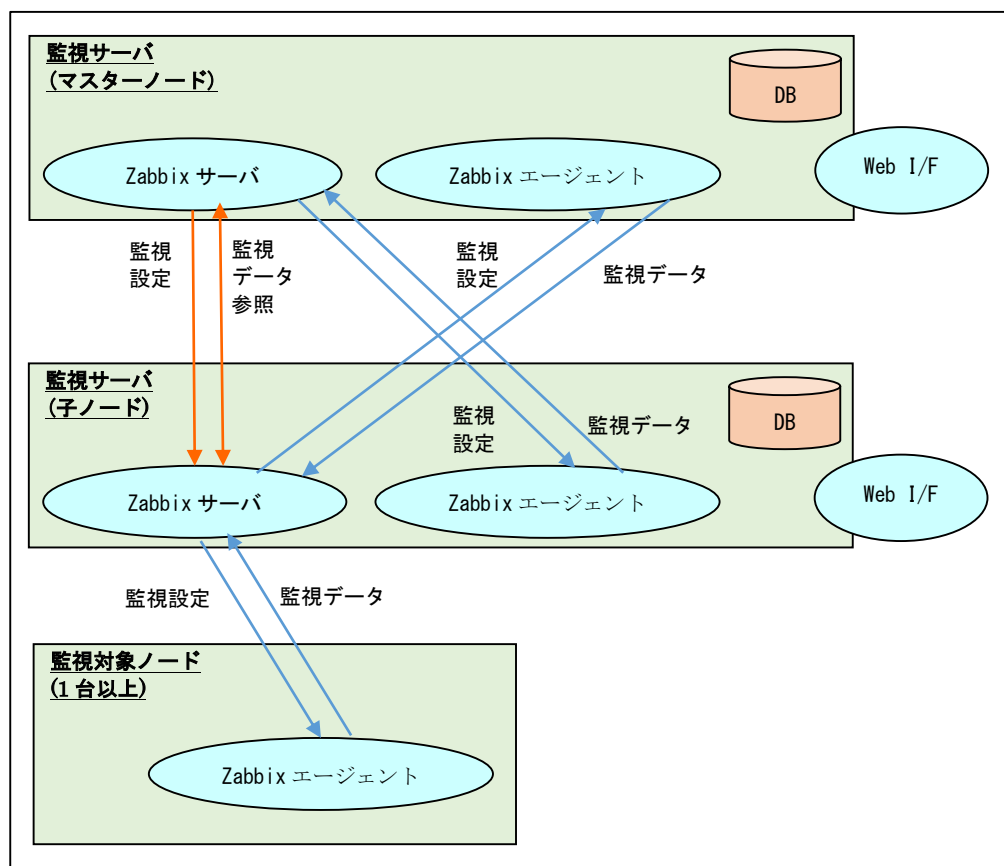 監視サーバ
(マスターノード)
DB
Zabbix サーバ
Zabbix エージェント
Web I/F
監視
設定
監視
データ
参照
監視
設定
監視データ
監視サーバ
(子ノード)
DB
監視
設定
監視データ
Zabbix サーバ
Zabbix エージェント
Web I/F
監視設定
監視データ
監視対象ノード
(1 台以上)
Zabbix エージェント